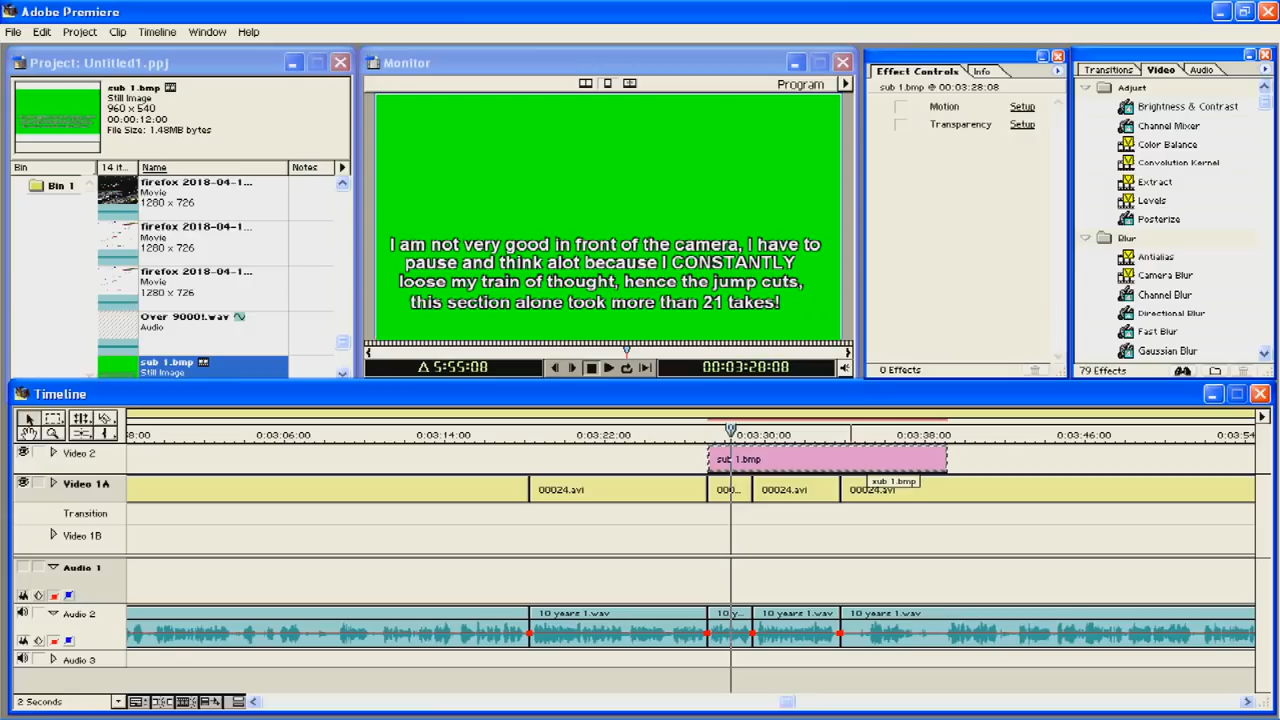 Adobe Premiere
File Edit Project Clip Timeline Window Help
Project: Untitled1.ppj
sub 1.bmp
Still Image
960 x 540
00:00:12:00
File Size: 1.48MB bytes
Bin 14 it... Name Notes
Bin 1
firefox 2018-04-1...
Movie
1280 x 726
firefox 2018-04-1...
Movie
1280 x 726
firefox 2018-04-1...
Movie
1280 x 726
Over 9000!.wav
Audio
sub 1.bmp
Still Image
Monitor
Program
I am not very good in front of the camera, I have to
pause and think alot because I CONSTANTLY
loose my train of thought, hence the jump cuts,
this section alone took more than 21 takes!
Δ 5:55:08 00:03:28:08
Effect Controls Info
sub 1.bmp @ 00:03:28:08
Motion Setup
Transparency Setup
0 Effects
Transitions Video Audio
Adjust
Brightness & Contrast
Channel Mixer
Color Balance
Convolution Kernel
Extract
Levels
Posterize
Blur
Antialias
Camera Blur
Channel Blur
Directional Blur
Fast Blur
Gaussian Blur
79 Effects
Timeline
8:00 0:03:06:00 0:03:14:00 0:03:22:00 0:03:30:00 0:03:38:00 0:03:46:00 0:03:54
Video 2 sub 1.bmp
sub 1.bmp
Video 1A 00024.avi 000... 00024.avi 00024.avi
Transition
Video 1B
Audio 1
Audio 2 10 years 1.wav 10 y... 10 years 1.wav 10 years 1.wav
Audio 3
2 Seconds